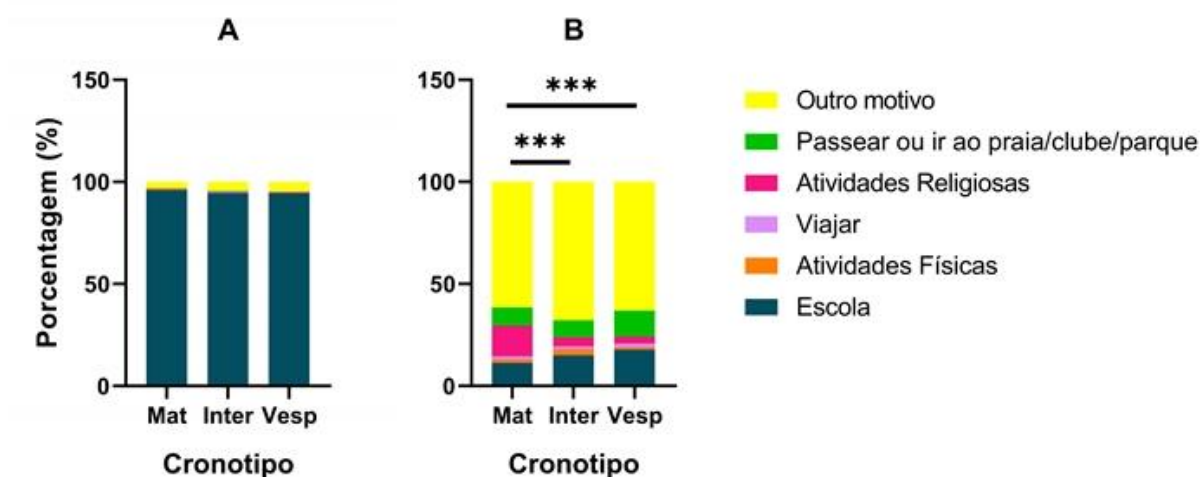 A
Porcentagem (%)
150
100
50
0
Mat Inter Vesp
Cronotipo
B
150
100
50
0
***
***
Mat Inter Vesp
Cronotipo
Outro motivo
Passear ou ir ao praia/clube/parque
Atividades Religiosas
Viajar
Atividades Físicas
Escola